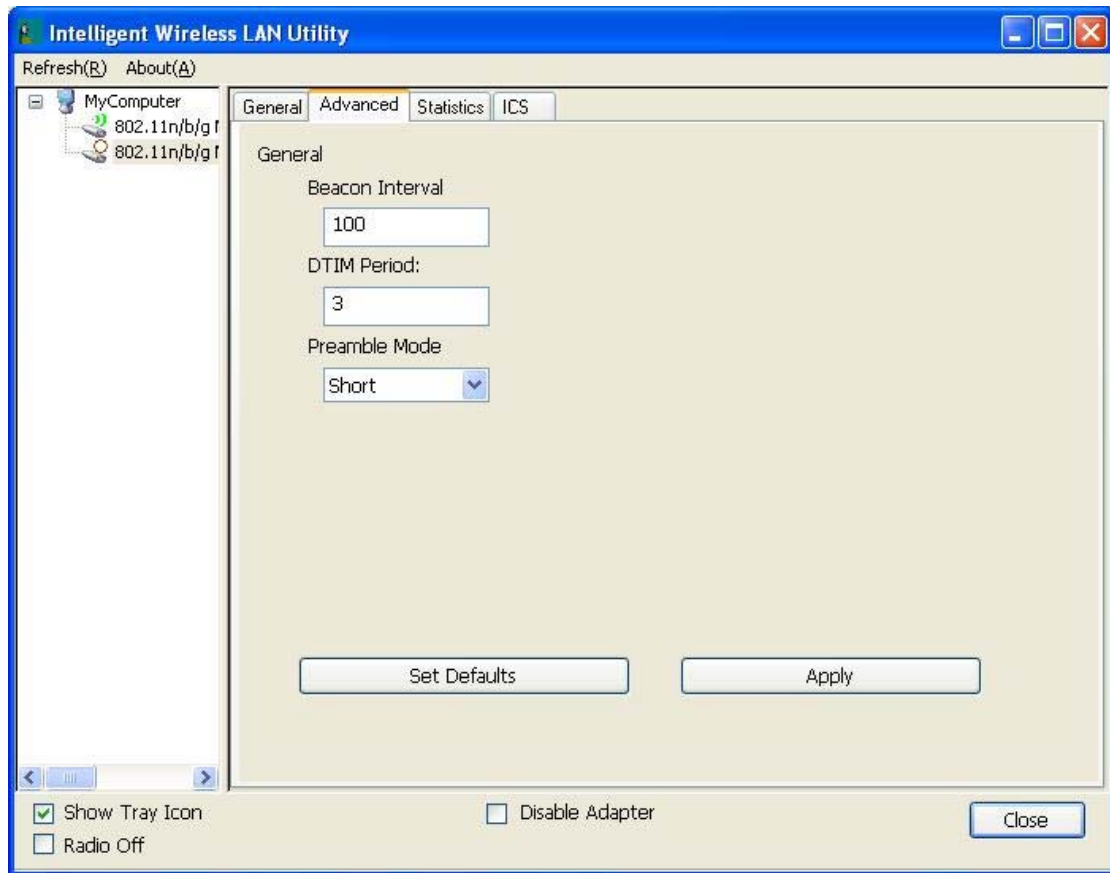 Intelligent Wireless LAN Utility
Refresh(R) About(A)
MyComputer
802.11n/b/g
802.11n/b/g
General Advanced Statistics ICS
General
Beacon Interval
100
DTIM Period:
3
Preamble Mode
Short
Set Defaults Apply
Show Tray Icon Disable Adapter
Radio Off
Close